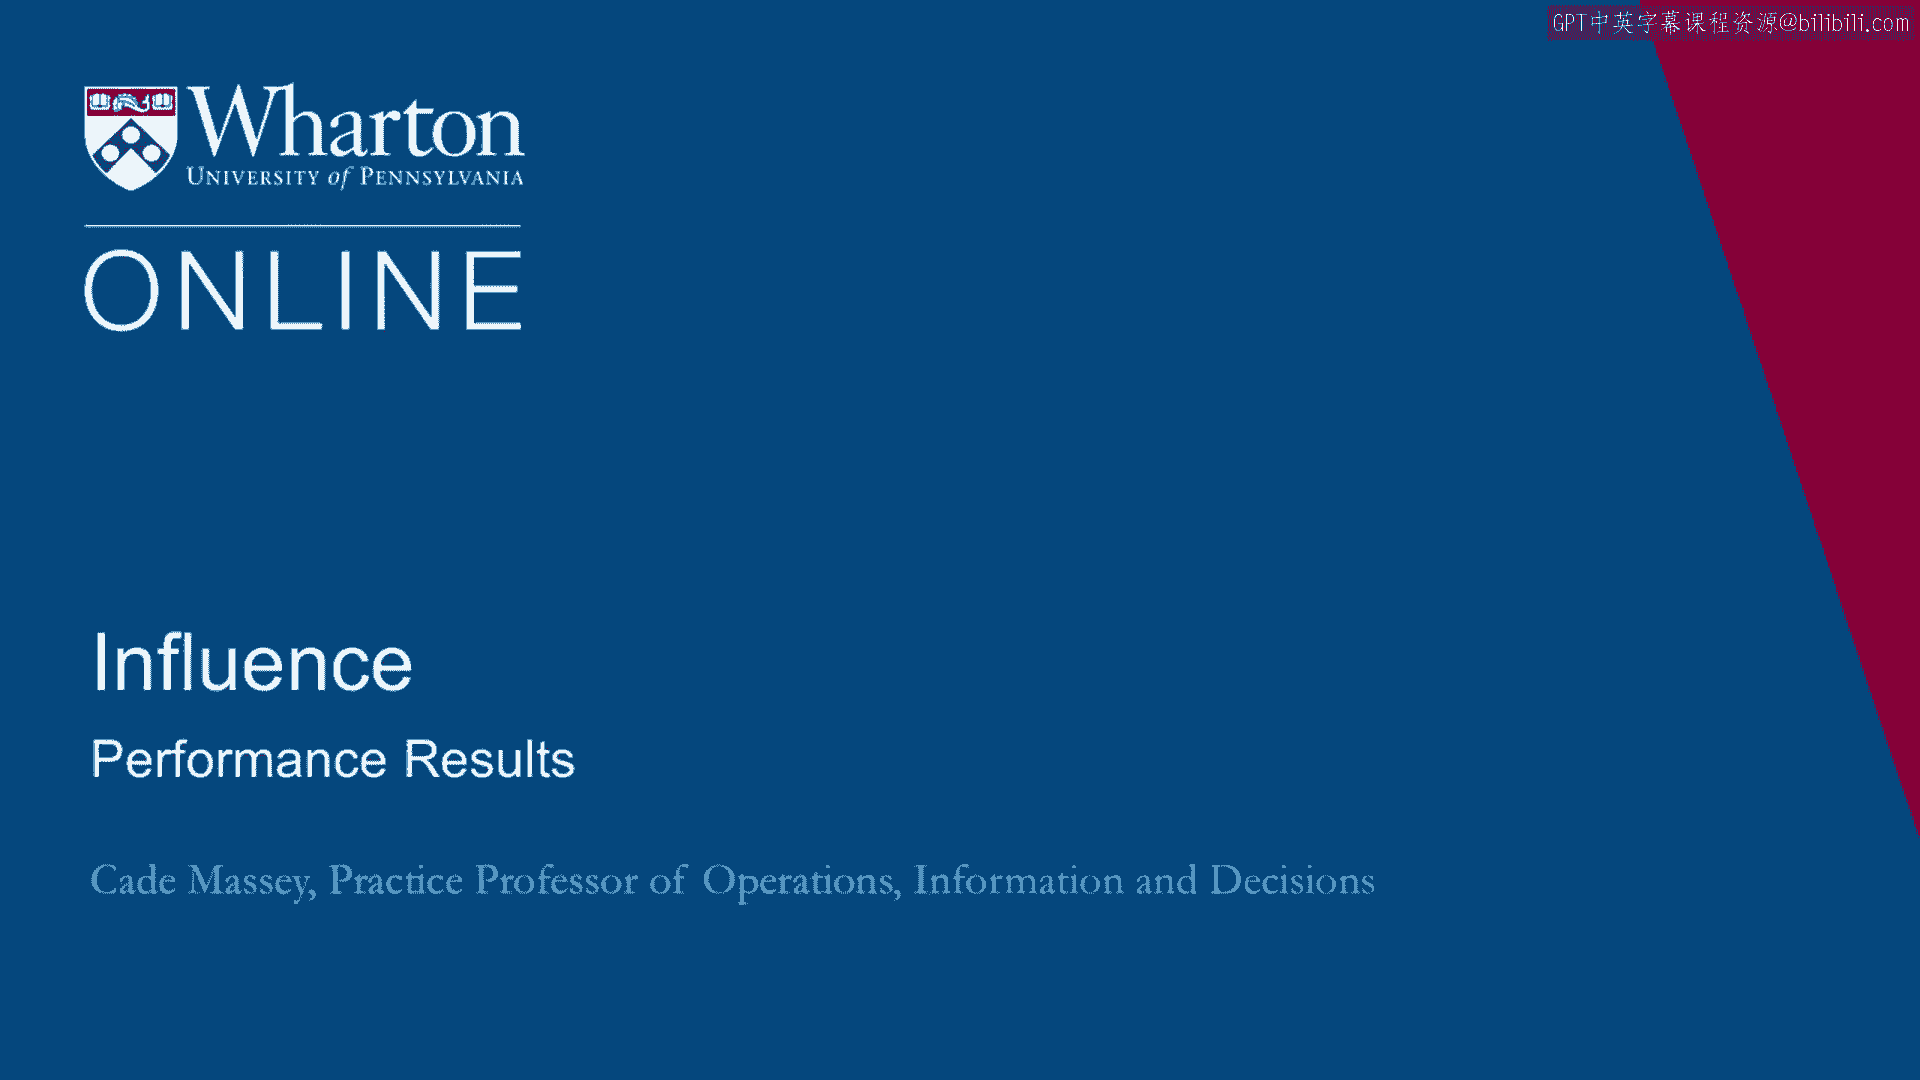 GPT中英字幕课程资源@bilibili.com
Wharton
UNIVERSITY of PENNSYLVANIA
ONLINE
Influence
Performance Results
Cade Massey, Practice Professor of Operations, Information and Decisions